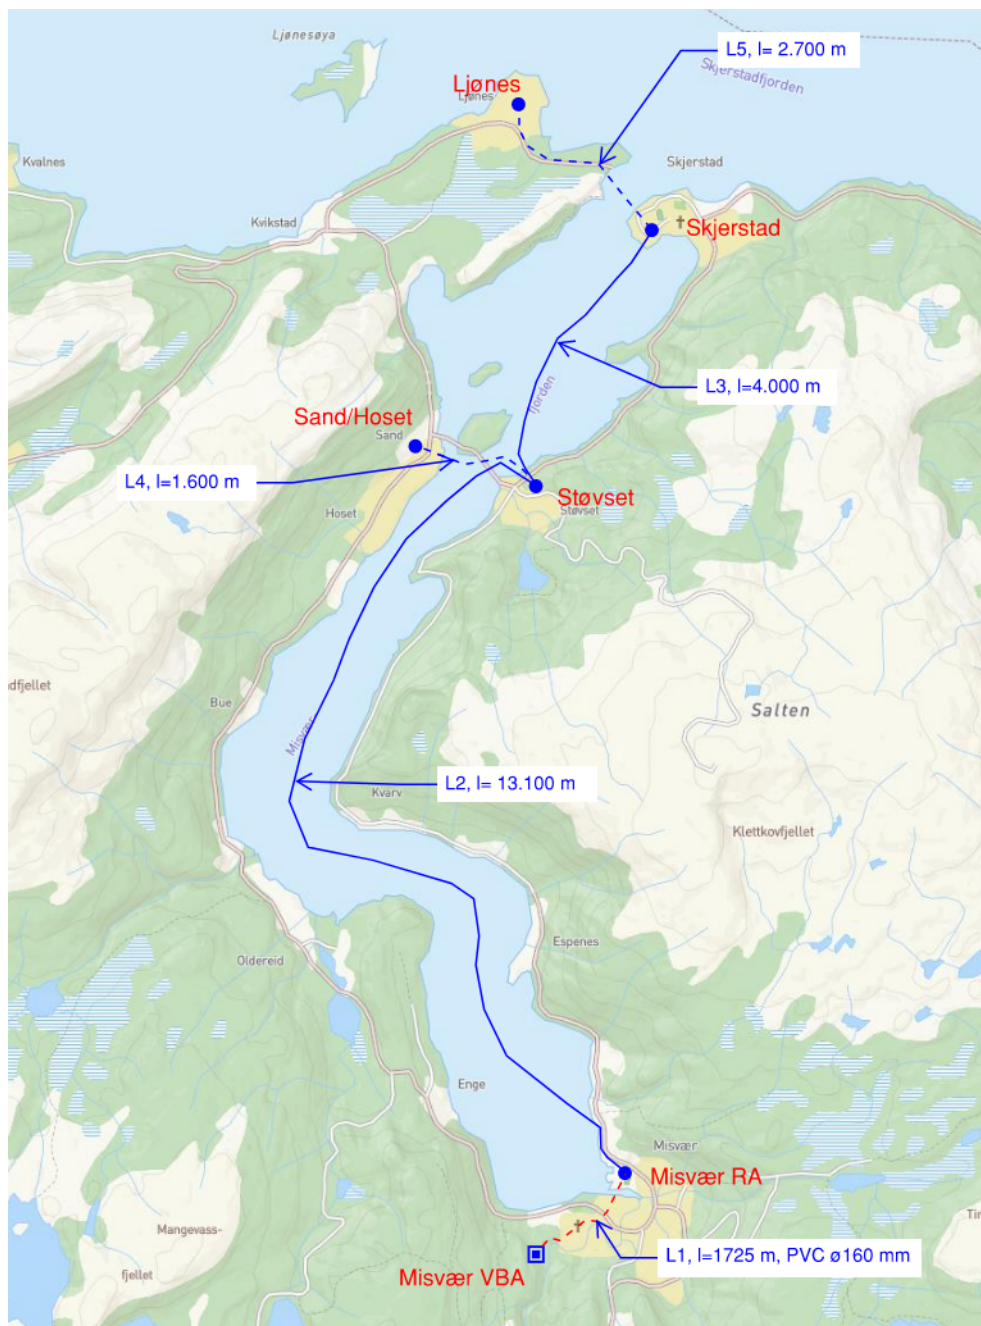 Ljønesøya
L5, l= 2.700 m
Skjerstadfjorden
Ljønes
Ljønes
Kvalnes
Skjerstad
Kvikstad
Skjerstad
L3, l=4.000 m
fjorden
Sand/Hoset
Sand
L4, l=1.600 m
Støvset
Hoset
Støvset
dfjellet
Bue
Salten
Misvær
L2, l= 13.100 m
Kvarv
Klettkovfjellet
Espenes
Oldereid
Enge
Misvær
Misvær RA
Mangevass-
Tir
L1, l=1725 m, PVC ø160 mm
fjellet
Misvær VBA